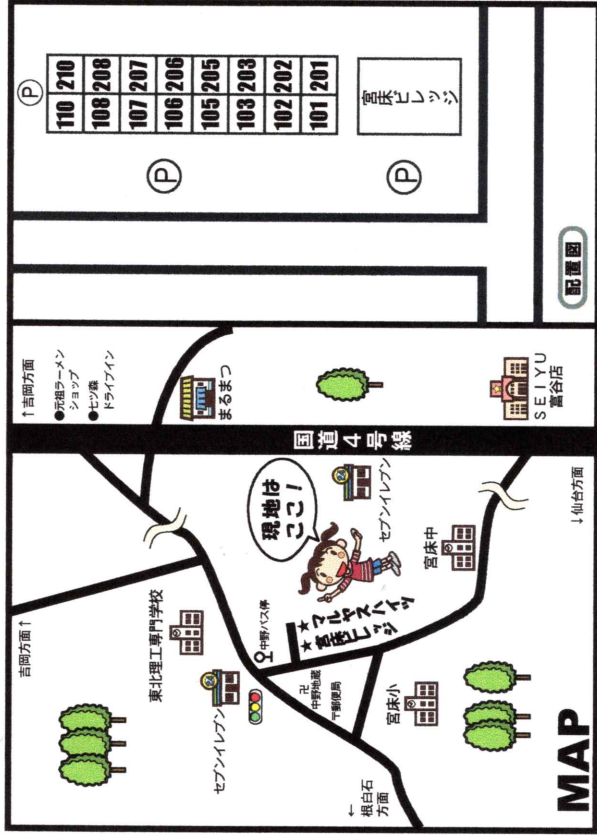 MAP
吉岡方面↑
東北理工専門学校
セブンイレブン
中野バス停
卍
中野地蔵
〒郵便局
←
根白石
方面
宮床小
★マルヤスハイツ
★宮床ビレッジ
現地は
ここ！
セブンイレブン
宮床中
↓仙台方面
国道4号線
↑吉岡方面
●元祖ラーメン
ショップ
●七ツ森
ドライブイン
まるまつ
SEIYU
富谷店
配置図
P
110 210
108 208
107 207
106 206
105 205
103 203
102 202
101 201
P
P
宮床ビレッジ